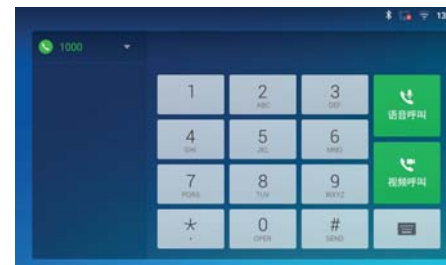 13
1000
1
2
ABC
3
DEF
语音呼叫
4
GHI
5
JKL
6
MNO
视频呼叫
7
PQRS
8
TUV
9
WXYZ
*
0
OPER
#
SEND